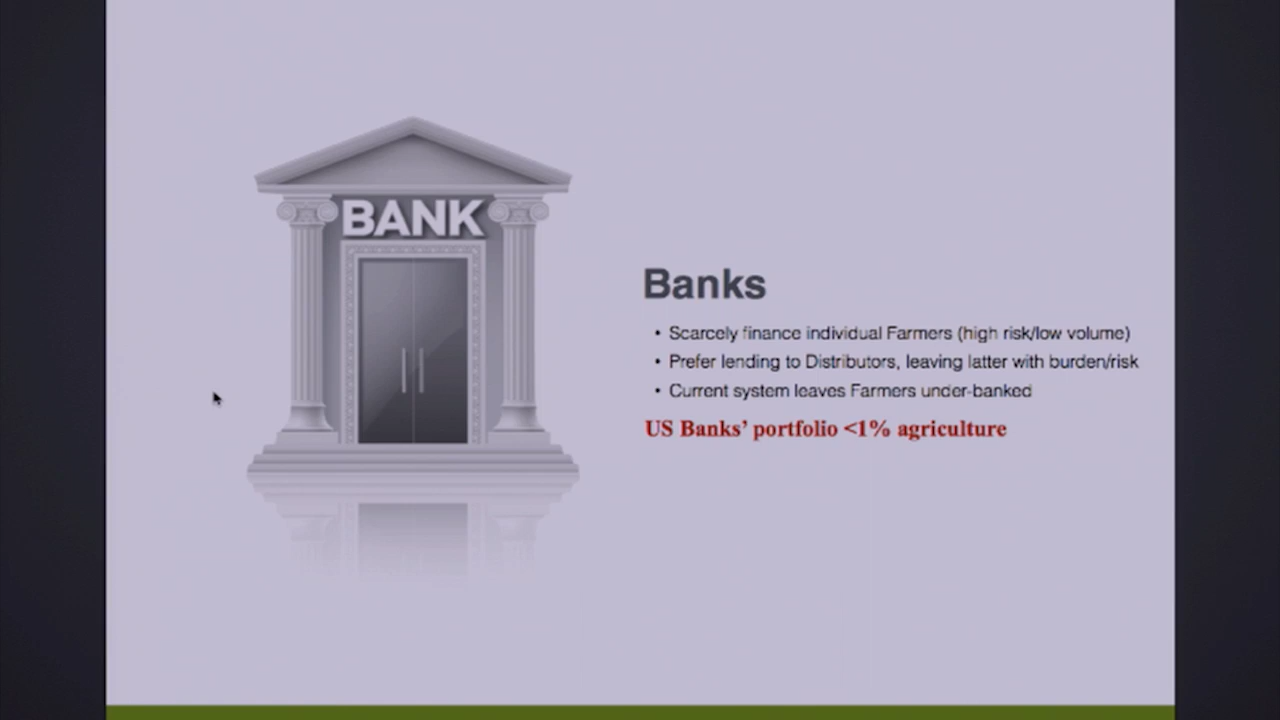 BANK
Banks
• Scarcely finance individual Farmers (high risk/low volume)
• Prefer lending to Distributors, leaving latter with burden/risk
• Current system leaves Farmers under-banked
US Banks’ portfolio <1% agriculture